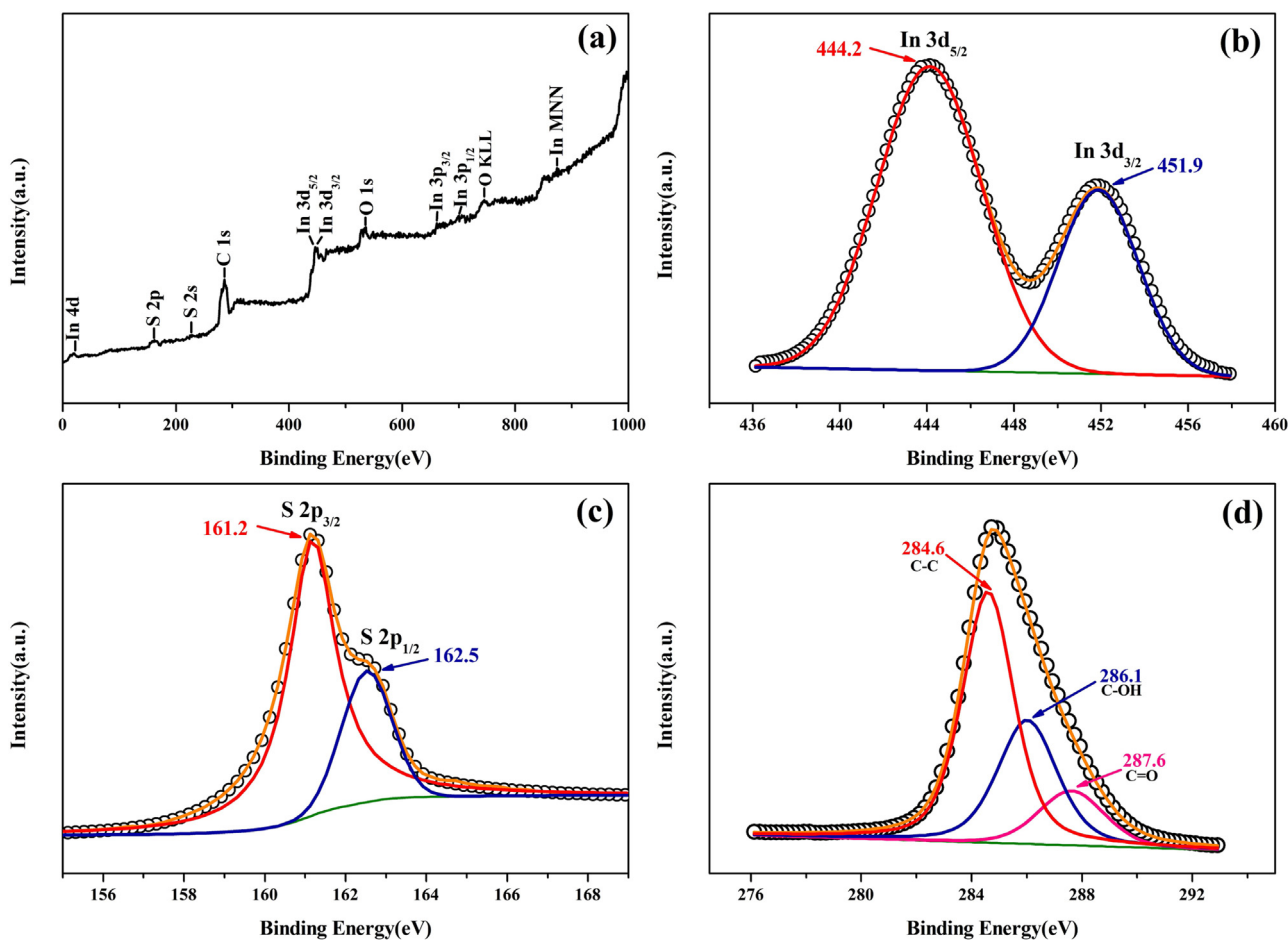 (a)
In 4d
S 2p
S 2s
C 1s
In 3d5/2
In 3d3/2
O 1s
In 3p3/2
In 3p1/2
O KLL
In MNN
Intensity(a.u.)
0 200 400 600 800 1000
Binding Energy(eV)
(b)
In 3d5/2
444.2
In 3d3/2
451.9
Intensity(a.u.)
436 440 444 448 452 456 460
Binding Energy(eV)
(c)
S 2p3/2
161.2
S 2p1/2
162.5
Intensity(a.u.)
156 158 160 162 164 166 168
Binding Energy(eV)
(d)
284.6
C-C
286.1
C-OH
287.6
C=O
Intensity(a.u.)
276 280 284 288 292
Binding Energy(eV)